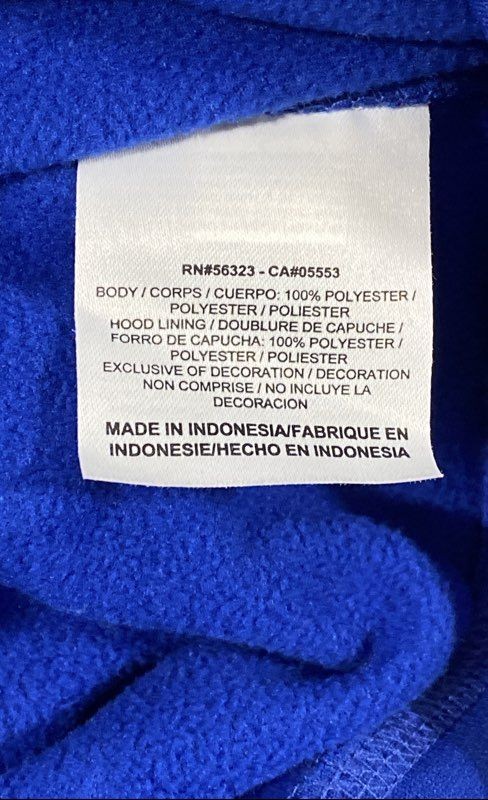 RN#56323 - CA#05553
BODY / CORPS / CUERPO: 100% POLYESTER /
POLYESTER / POLIESTER
HOOD LINING / DOUBLURE DE CAPUCHE /
FORRO DE CAPUCHA: 100% POLYESTER /
POLYESTER / POLIESTER
EXCLUSIVE OF DECORATION / DECORATION
NON COMPRISE / NO INCLUYE LA
DECORACION
MADE IN INDONESIA/FABRIQUE EN
INDONESIE/HECHO EN INDONESIA